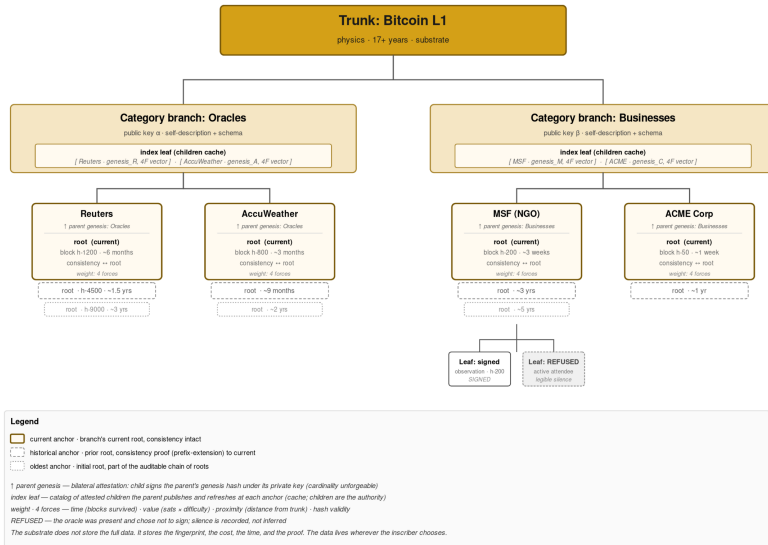 Trunk: Bitcoin L1
physics · 17+ years · substrate
Category branch: Oracles
public key α · self-description + schema
index leaf (children cache)
[ Reuters · genesis_R, 4F vector ] · [ AccuWeather · genesis_A, 4F vector ]
Category branch: Businesses
public key β · self-description + schema
index leaf (children cache)
[ MSF · genesis_M, 4F vector ] · [ ACME · genesis_C, 4F vector ]
Reuters
↑ parent genesis: Oracles
root (current)
block h-1200 · ~6 months
consistency ↔ root
weight: 4 forces
root · h-4500 · ~1.5 yrs
root · h-9000 · ~3 yrs
AccuWeather
↑ parent genesis: Oracles
root (current)
block h-800 · ~3 months
consistency ↔ root
weight: 4 forces
root · ~9 months
root · ~2 yrs
MSF (NGO)
↑ parent genesis: Businesses
root (current)
block h-200 · ~3 weeks
consistency ↔ root
weight: 4 forces
root · ~3 yrs
root · ~5 yrs
ACME Corp
↑ parent genesis: Businesses
root (current)
block h-50 · ~1 week
consistency ↔ root
weight: 4 forces
root · ~1 yr
Leaf: signed
observation · h-200
SIGNED
Leaf: REFUSED
active attendee
legible silence
Legend
current anchor · branch's current root, consistency intact
historical anchor · prior root, consistency proof (prefix-extension) to current
oldest anchor · initial root, part of the auditable chain of roots
↑ parent genesis — bilateral attestation: child signs the parent's genesis hash under its private key (cardinality unforgeable)
index leaf — catalog of attested children the parent publishes and refreshes at each anchor (cache; children are the authority)
weight · 4 forces — time (blocks survived) · value (sats × difficulty) · proximity (distance from trunk) · hash validity
REFUSED — the oracle was present and chose not to sign; silence is recorded, not inferred
The substrate does not store the full data. It stores the fingerprint, the cost, the time, and the proof. The data lives wherever the inscriber chooses.